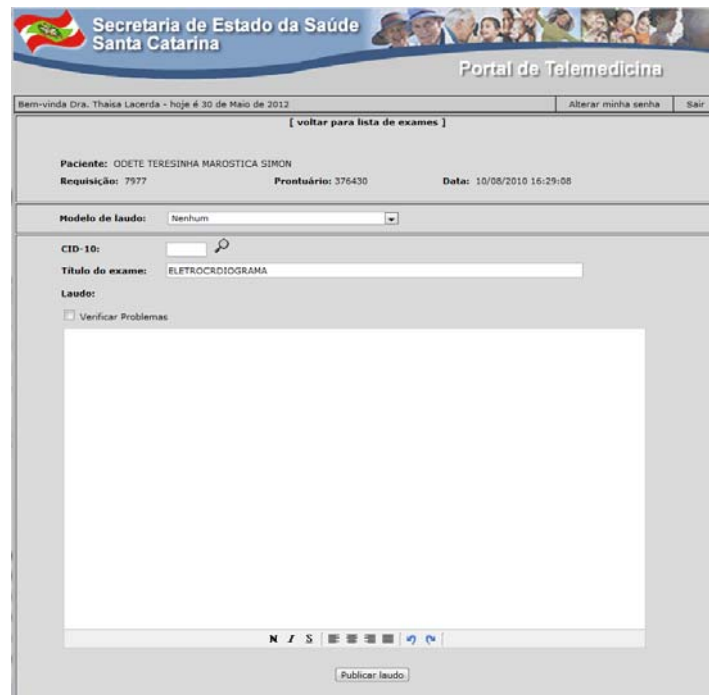 Secretaria de Estado da Saúde
Santa Catarina
Portal de Telemedicina
Bem-vinda Dra. Thaisa Lacerda - hoje é 30 de Maio de 2012
Alterar minha senha
Sair
[ voltar para lista de exames ]
Paciente: ODETE TERESINHA MAROSTICA SIMON
Requisição: 7977 Prontuário: 376430 Data: 10/08/2010 16:29:08
Modelo de laudo: Nenhum
CID-10:
Título do exame: ELETROCRDIOGRAMA
Laudo:
Verificar Problemas
N I S
Publicar laudo